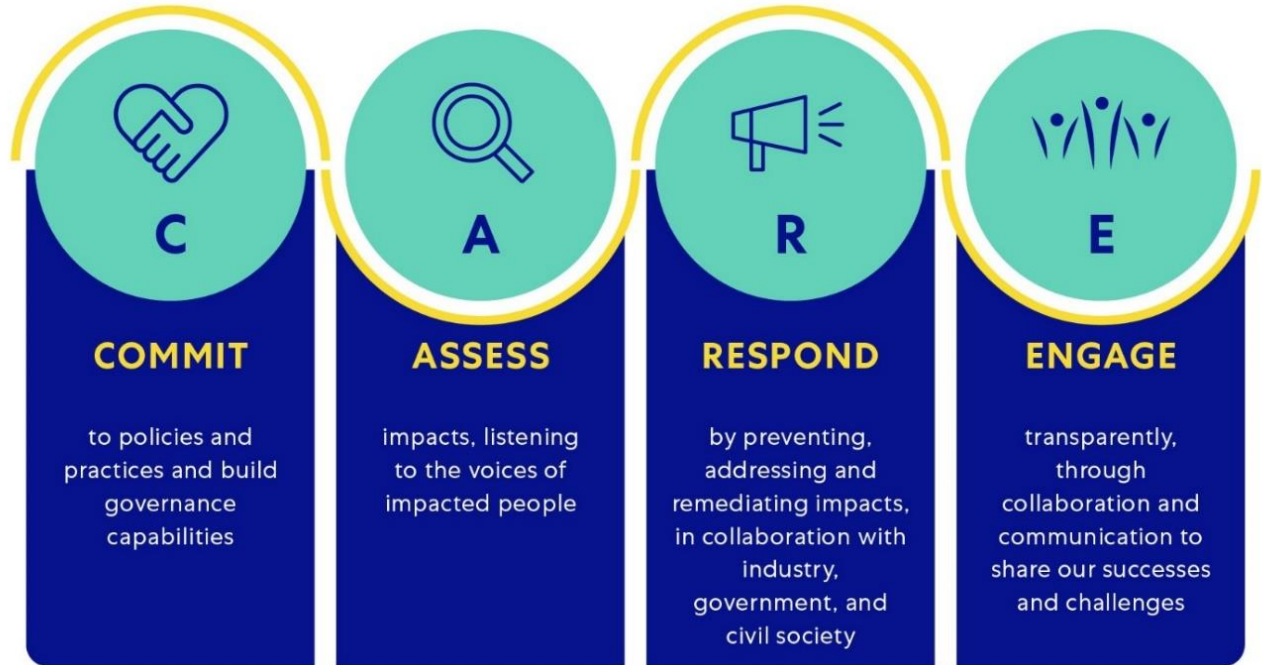 C
COMMIT
to policies and
practices and build
governance
capabilities
A
ASSESS
impacts, listening
to the voices of
impacted people
R
RESPOND
by preventing,
addressing and
remediating impacts,
in collaboration with
industry,
government, and
civil society
E
ENGAGE
transparently,
through
collaboration and
communication to
share our successes
and challenges